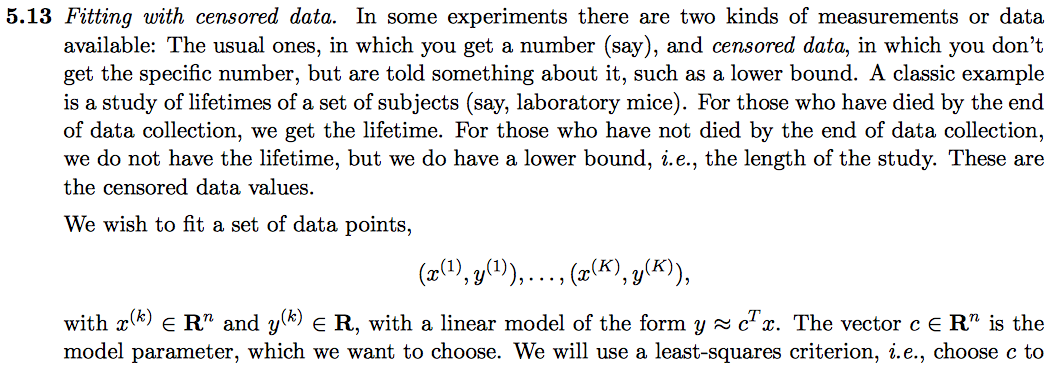 5.13 Fitting with censored data. In some experiments there are two kinds of measurements or data
available: The usual ones, in which you get a number (say), and censored data, in which you don't
get the specific number, but are told something about it, such as a lower bound. A classic example
is a study of lifetimes of a set of subjects (say, laboratory mice). For those who have died by the end
of data collection, we get the lifetime. For those who have not died by the end of data collection,
we do not have the lifetime, but we do have a lower bound, i.e., the length of the study. These are
the censored data values.
We wish to fit a set of data points,
(x^{(1)}, y^{(1)}), . . . , (x^{(K)}, y^{(K)}),
with x^{(k)} ∈ R^n and y^{(k)} ∈ R, with a linear model of the form y ≈ c^T x. The vector c ∈ R^n is the
model parameter, which we want to choose. We will use a least-squares criterion, i.e., choose c to